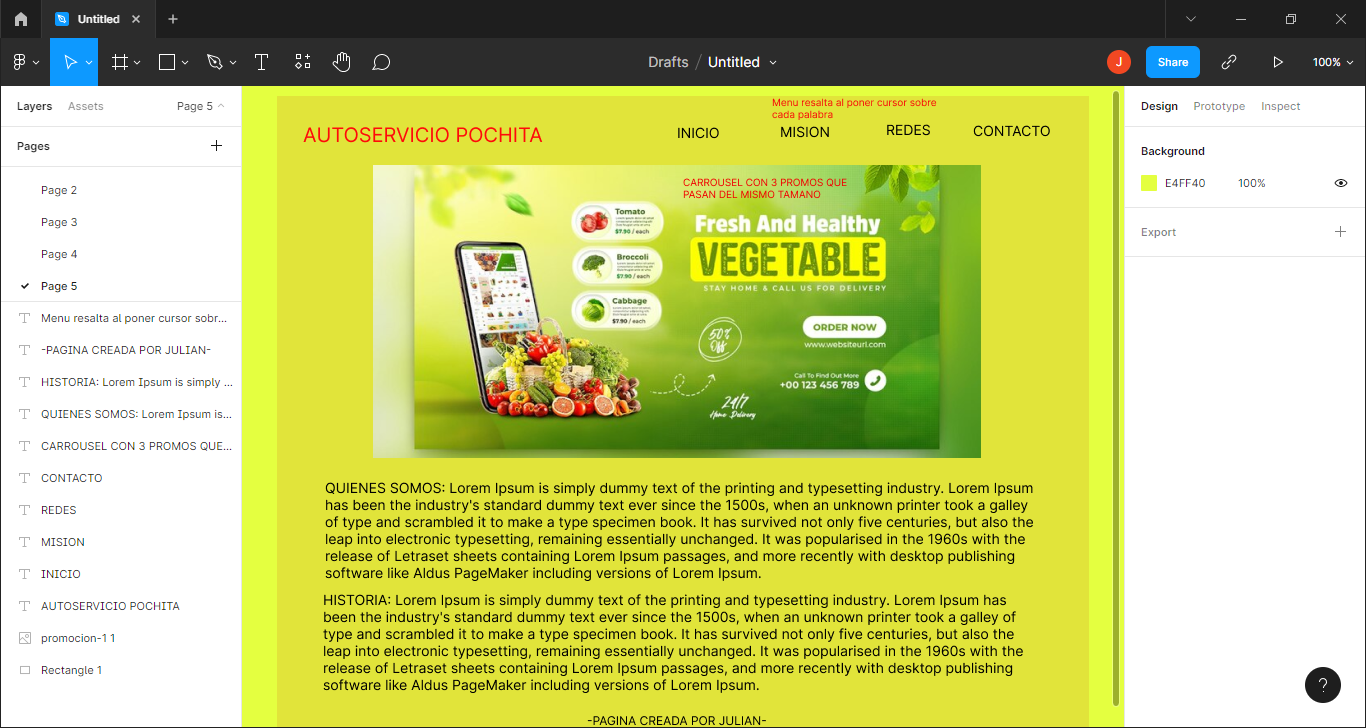 Untitled
Drafts / Untitled
J
Share
100%
Layers
Assets
Page 5
Pages
Page 2
Page 3
Page 4
Page 5
Menu resalta al poner cursor sobr...
-PAGINA CREADA POR JULIAN-
HISTORIA: Lorem Ipsum is simply ...
QUIENES SOMOS: Lorem Ipsum is...
CARROUSEL CON 3 PROMOS QUE...
CONTACTO
REDES
MISION
INICIO
AUTOSERVICIO POCHITA
promocion-1 1
Rectangle 1
Menu resalta al poner cursor sobre
cada palabra
AUTOSERVICIO POCHITA
INICIO
MISION
REDES
CONTACTO
CARROUSEL CON 3 PROMOS QUE
PASAN DEL MISMO TAMANO
Tomato
$7.90 / each
Broccoli
$7.90 / each
Cabbage
$7.90 / each
Fresh And Healthy
VEGETABLE
STAY HOME & CALL US FOR DELIVERY
50%
Off
ORDER NOW
www.websiteurl.com
Call To Find Out More
+00 123 456 789
24/7
Home Delivery
QUIENES SOMOS: Lorem Ipsum is simply dummy text of the printing and typesetting industry. Lorem Ipsum
has been the industry's standard dummy text ever since the 1500s, when an unknown printer took a galley
of type and scrambled it to make a type specimen book. It has survived not only five centuries, but also the
leap into electronic typesetting, remaining essentially unchanged. It was popularised in the 1960s with the
release of Letraset sheets containing Lorem Ipsum passages, and more recently with desktop publishing
software like Aldus PageMaker including versions of Lorem Ipsum.
HISTORIA: Lorem Ipsum is simply dummy text of the printing and typesetting industry. Lorem Ipsum has
been the industry's standard dummy text ever since the 1500s, when an unknown printer took a galley of
type and scrambled it to make a type specimen book. It has survived not only five centuries, but also the
leap into electronic typesetting, remaining essentially unchanged. It was popularised in the 1960s with the
release of Letraset sheets containing Lorem Ipsum passages, and more recently with desktop publishing
software like Aldus PageMaker including versions of Lorem Ipsum.
-PAGINA CREADA POR JULIAN-
Design
Prototype
Inspect
Background
E4FF40
100%
Export
?